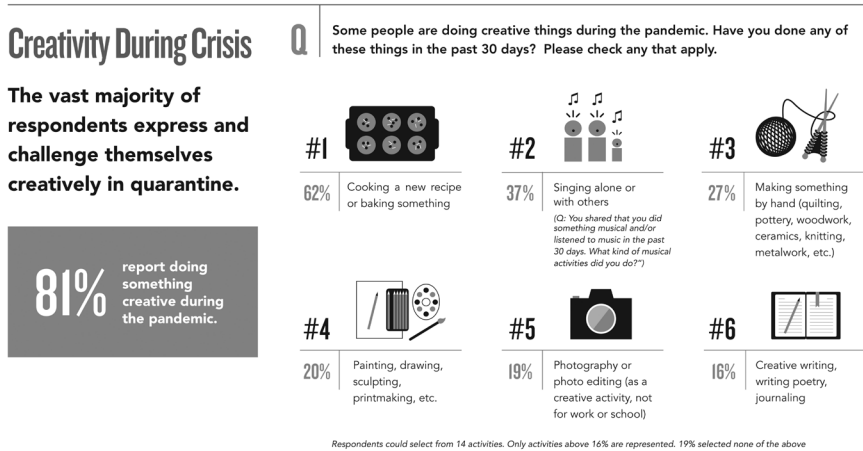 Creativity During Crisis
The vast majority of
respondents express and
challenge themselves
creatively in quarantine.
81%
report doing
something
creative during
the pandemic.
Q
Some people are doing creative things during the pandemic. Have you done any of
these things in the past 30 days? Please check any that apply.
#1
62%
Cooking a new recipe
or baking something
#2
37%
Singing alone or
with others
(Q: You shared that you did
something musical and/or
listened to music in the past
30 days. What kind of musical
activities did you do?")
#3
27%
Making something
by hand (quilting,
pottery, woodwork,
ceramics, knitting,
metalwork, etc.)
#4
20%
Painting, drawing,
sculpting,
printmaking, etc.
#5
19%
Photography or
photo editing (as a
creative activity, not
for work or school)
#6
16%
Creative writing,
writing poetry,
journaling
Respondents could select from 14 activities. Only activities above 16% are represented. 19% selected none of the above